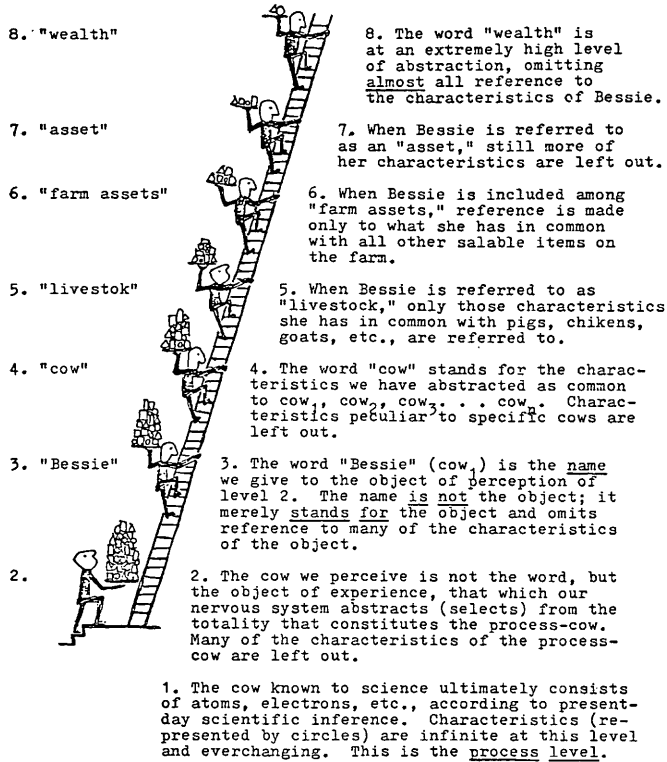 8. "wealth"
8. The word "wealth" is
at an extremely high level
of abstraction, omitting
almost all reference to
the characteristics of Bessie.
7. "asset"
7. When Bessie is referred to
as an "asset," still more of
her characteristics are left out.
6. "farm assets"
6. When Bessie is included among
"farm assets," reference is made
only to what she has in common
with all other salable items on
the farm.
5. "livestok"
5. When Bessie is referred to as
"livestock," only those characteristics
she has in common with pigs, chikens,
goats, etc., are referred to.
4. "cow"
4. The word "cow" stands for the charac-
teristics we have abstracted as common
to cow1, cow2, cow3. . . cown. Charac-
teristics peculiar to specific cows are
left out.
3. "Bessie"
3. The word "Bessie" (cow1) is the name
we give to the object of perception of
level 2. The name is not the object; it
merely stands for the object and omits
reference to many of the characteristics
of the object.
2.
2. The cow we perceive is not the word, but
the object of experience, that which our
nervous system abstracts (selects) from the
totality that constitutes the process-cow.
Many of the characteristics of the process-
cow are left out.
1. The cow known to science ultimately consists
of atoms, electrons, etc., according to present-
day scientific inference. Characteristics (re-
presented by circles) are infinite at this level
and everchanging. This is the process level.